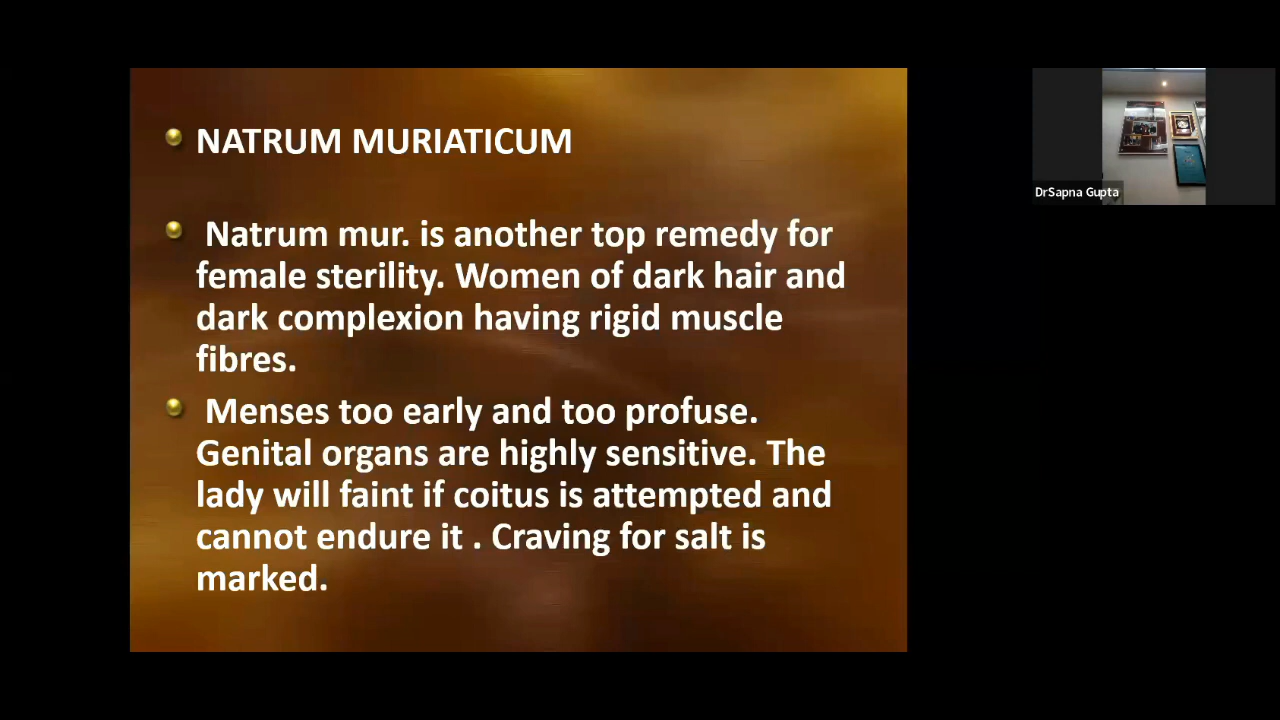 NATRUM MURIATICUM
Natrum mur. is another top remedy for
female sterility. Women of dark hair and
dark complexion having rigid muscle
fibres.
Menses too early and too profuse.
Genital organs are highly sensitive. The
lady will faint if coitus is attempted and
cannot endure it . Craving for salt is
marked.
DrSapna Gupta